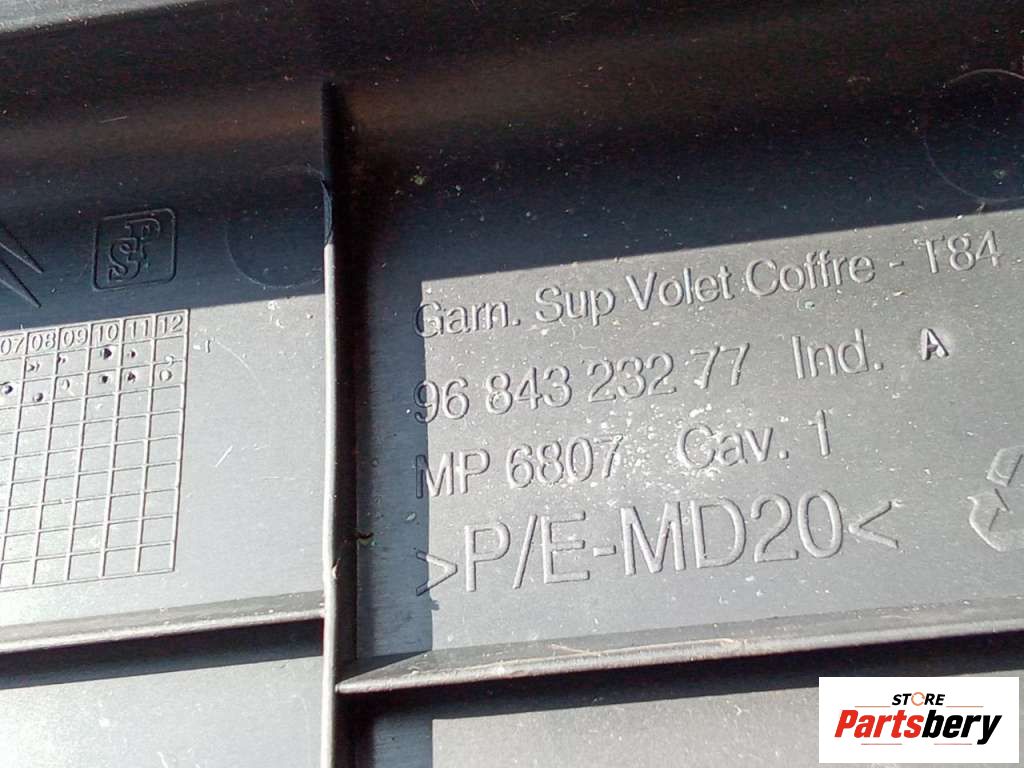 SP
07 08 09 10 11 12
Garn. Sup Volet Coffre - T84
96 843 232 77 Ind. A
MP 6807 Cav. 1
>P/E-MD20<
STORE
Partsbery